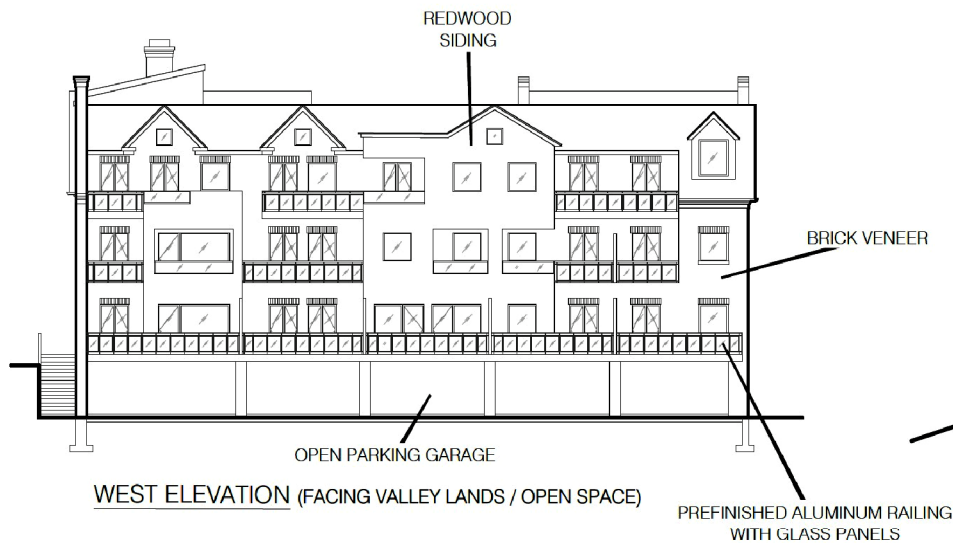 REDWOOD
SIDING
BRICK VENEER
OPEN PARKING GARAGE
WEST ELEVATION (FACING VALLEY LANDS / OPEN SPACE)
PREFINISHED ALUMINUM RAILING
WITH GLASS PANELS